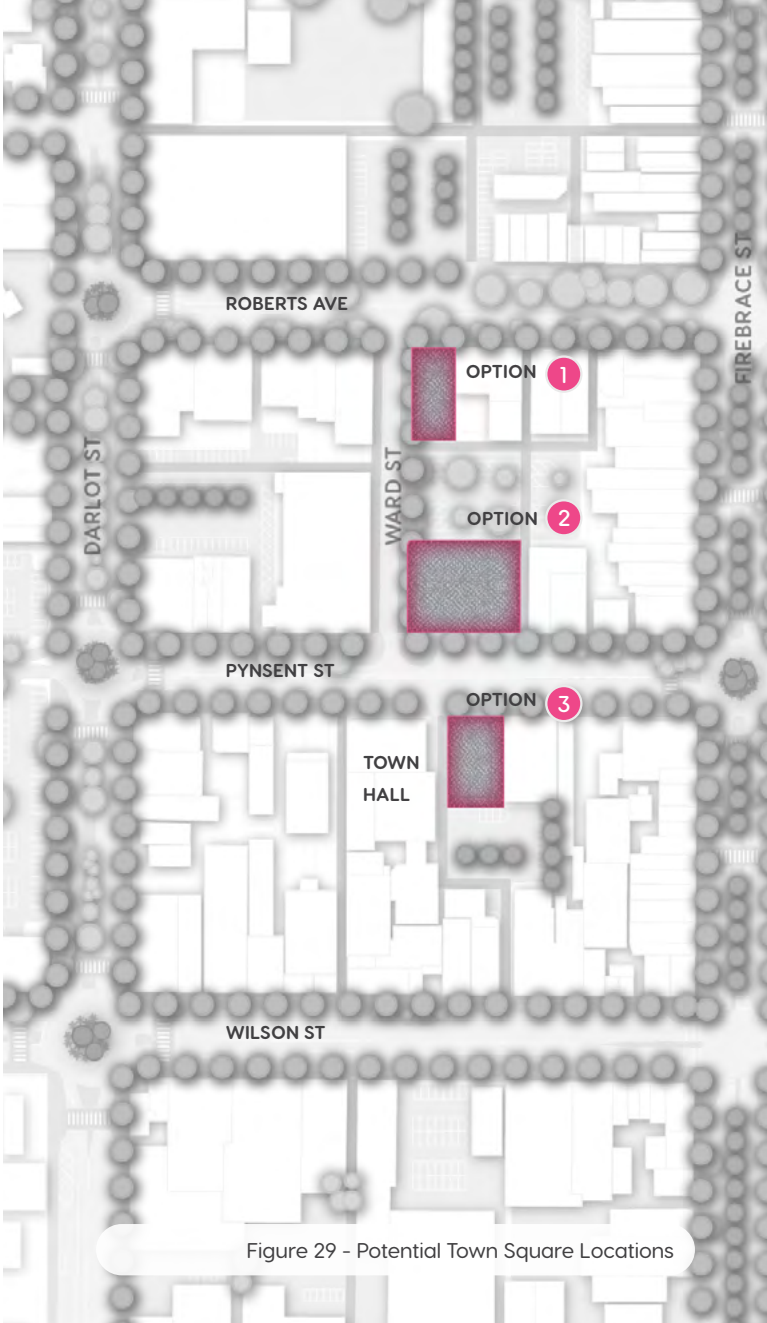 FIREBRACE ST
ROBERTS AVE
OPTION 1
DARLOT ST
WARD ST
OPTION 2
PYNSENT ST
OPTION 3
TOWN
HALL
WILSON ST
Figure 29 - Potential Town Square Locations